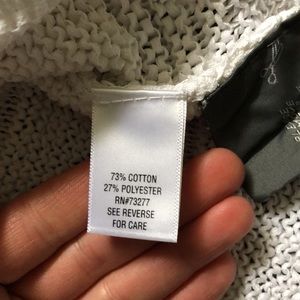 73% COTTON
27% POLYESTER
RN#73277
SEE REVERSE
FOR CARE